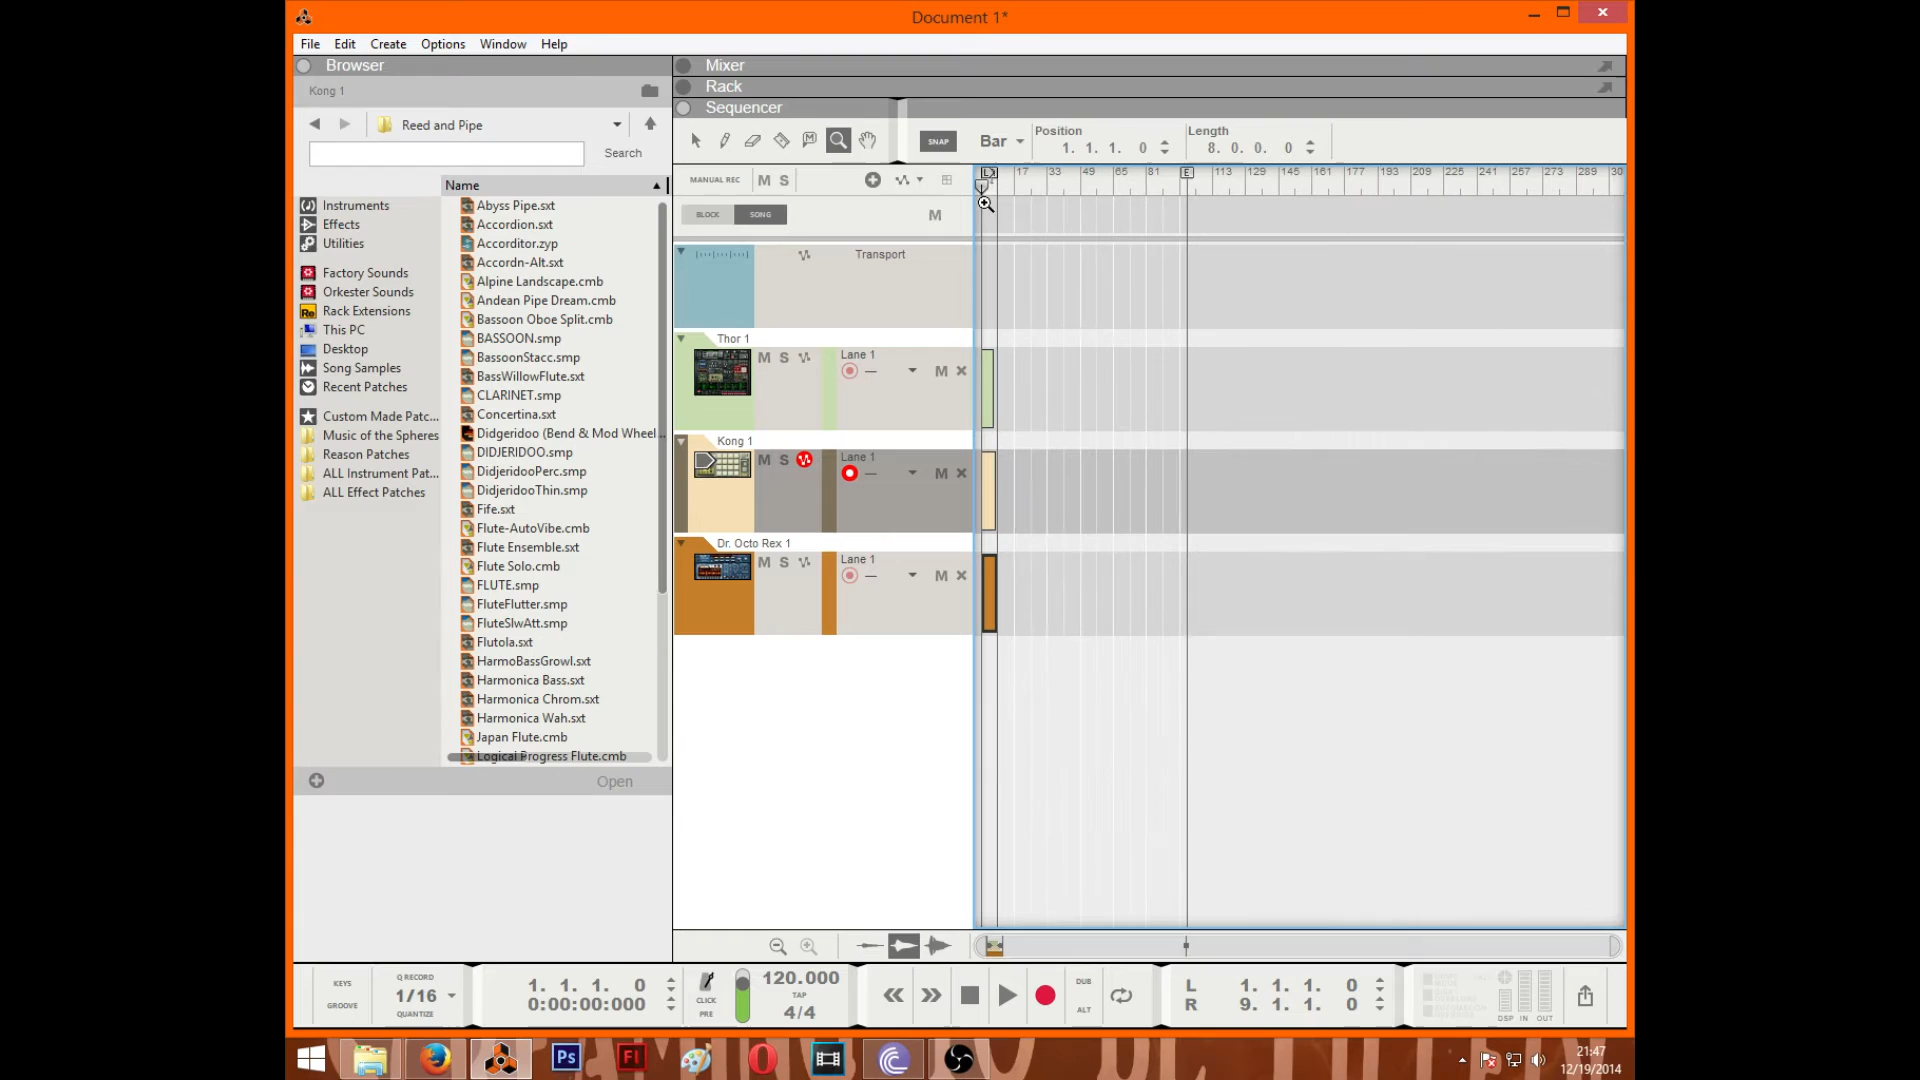 Document 1*
File Edit Create Options Window Help
Browser
Kong 1
Reed and Pipe
Search
Name
Instruments
Effects
Utilities
Factory Sounds
Orkester Sounds
Rack Extensions
This PC
Desktop
Song Samples
Recent Patches
Custom Made Patc...
Music of the Spheres
Reason Patches
ALL Instrument Pat...
ALL Effect Patches
Abyss Pipe.sxt
Accordion.sxt
Accorditor.zyp
Accordn-Alt.sxt
Alpine Landscape.cmb
Andean Pipe Dream.cmb
Bassoon Oboe Split.cmb
BASSOON.smp
BassoonStacc.smp
BassWillowFlute.sxt
CLARINET.smp
Concertina.sxt
Didgeridoo (Bend & Mod Wheel...
DIDJERIDOO.smp
DidjeridooPerc.smp
DidjeridooThin.smp
Fife.sxt
Flute-AutoVibe.cmb
Flute Ensemble.sxt
Flute Solo.cmb
FLUTE.smp
FluteFlutter.smp
FluteSlwAtt.smp
Flutola.sxt
HarmoBassGrowl.sxt
Harmonica Bass.sxt
Harmonica Chrom.sxt
Harmonica Wah.sxt
Japan Flute.cmb
Logical Progress Flute.cmb
Open
Mixer
Rack
Sequencer
SNAP Bar
Position
1. 1. 1. 0
Length
8. 0. 0. 0
MANUAL REC M S
BLOCK SONG M
L 17 33 49 65 81 E 113 129 145 161 177 193 209 225 241 257 273 289 30
Transport
Thor 1
M S Lane 1 M
Kong 1
M S Lane 1 M
Dr. Octo Rex 1
M S Lane 1 M
KEYS
GROOVE
Q RECORD
1/16
QUANTIZE
1. 1. 1. 0
0:00:00:000
CLICK
PRE
120.000
TAP
4/4
DUB
ALT
L 1. 1. 1. 0
R 9. 1. 1. 0
DSP IN OUT
Ps
Fl
21:47
12/19/2014